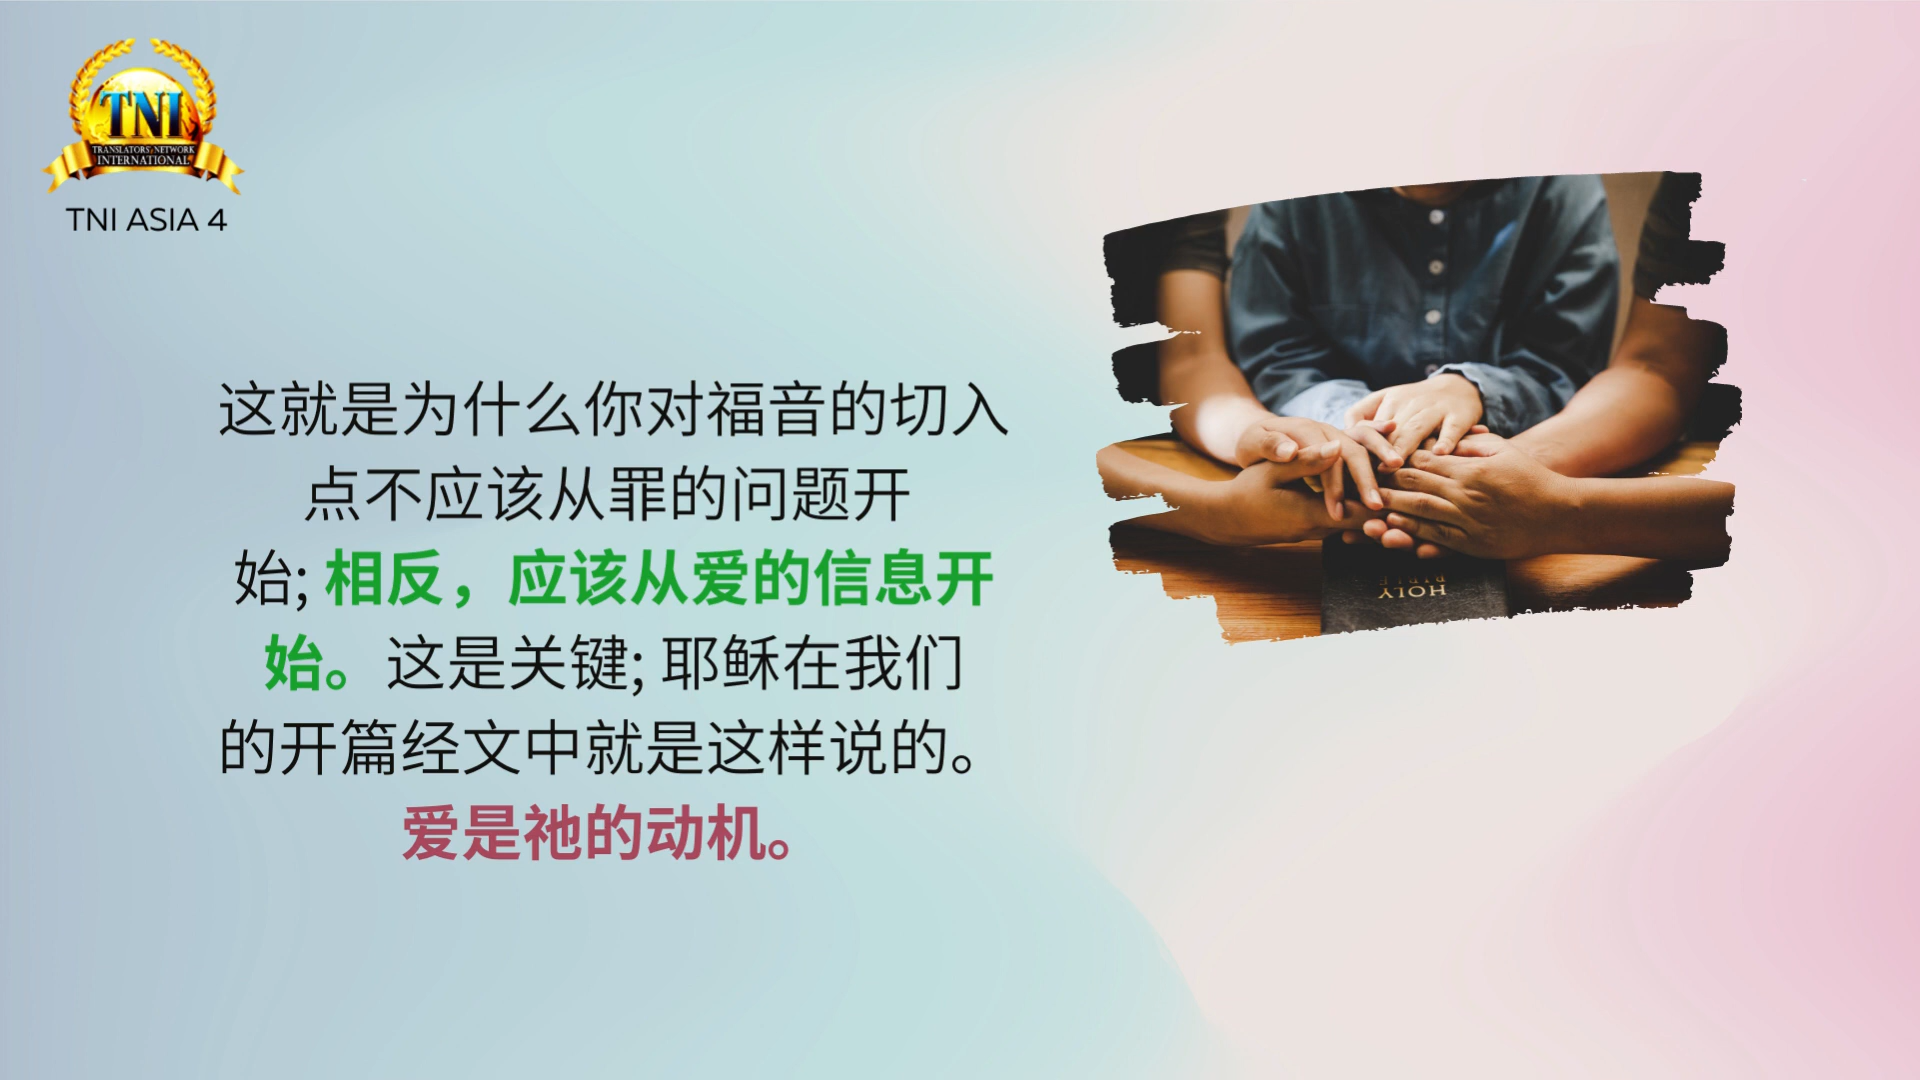 TNI
TRANSLATORS' NETWORK
INTERNATIONAL
TNI ASIA 4
这就是为什么你对福音的切入
点不应该从罪的问题开
始; 相反，应该从爱的信息开
始。这是关键; 耶稣在我们
的开篇经文中就是这样说的。
爱是祂的动机。
HOLY
BIBLE